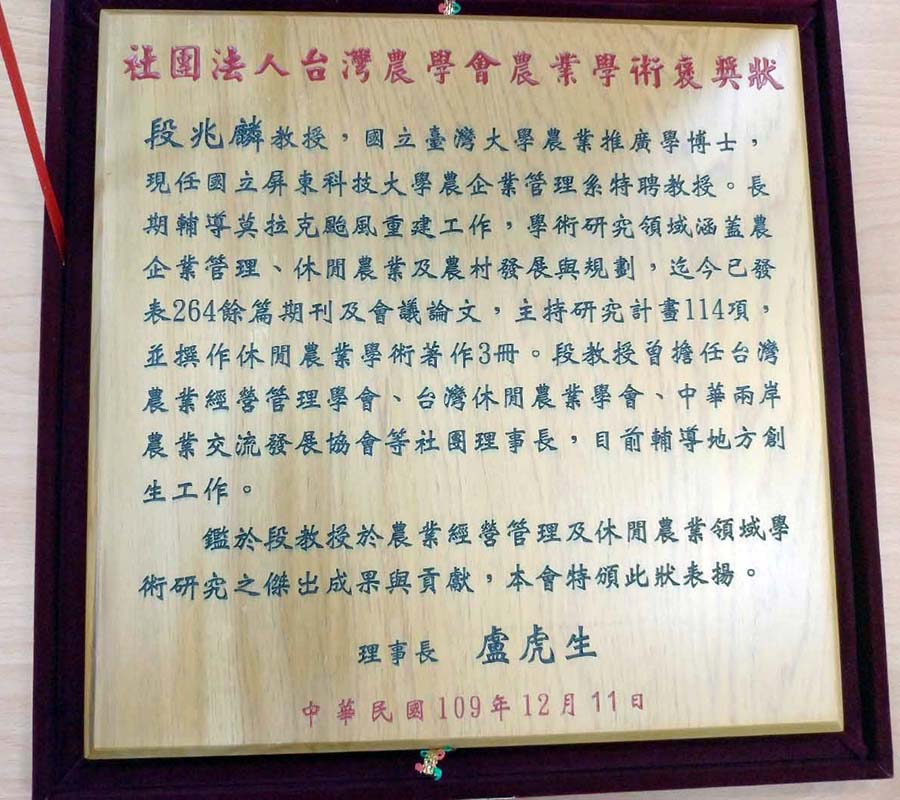 社團法人台灣農學會農業學術褒獎狀
段兆麟教授，國立臺灣大學農業推廣學博士，
現任國立屏東科技大學農企業管理系特聘教授。長
期輔導莫拉克颱風重建工作，學術研究領域涵蓋農
企業管理、休閒農業及農村發展與規劃，迄今已發
表264餘篇期刊及會議論文，主持研究計畫114項，
並撰作休閒農業學術著作3冊。段教授曾擔任台灣
農業經營管理學會、台灣休閒農業學會、中華兩岸
農業交流發展協會等社團理事長，目前輔導地方創
生工作。
鑑於段教授於農業經營管理及休閒農業領域學
術研究之傑出成果與貢獻，本會特頒此狀表揚。
理事長 盧虎生
中華民國109年12月11日